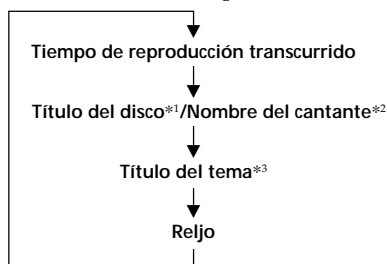 Tiempo de reproducción transcurrido
Título del disco*1/Nombre del cantante*2
Título del tema*3
Reljo